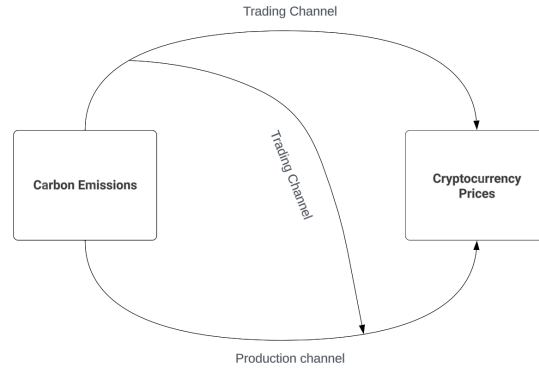 Trading Channel
Trading Channel
Carbon Emissions
Cryptocurrency
Prices
Production channel